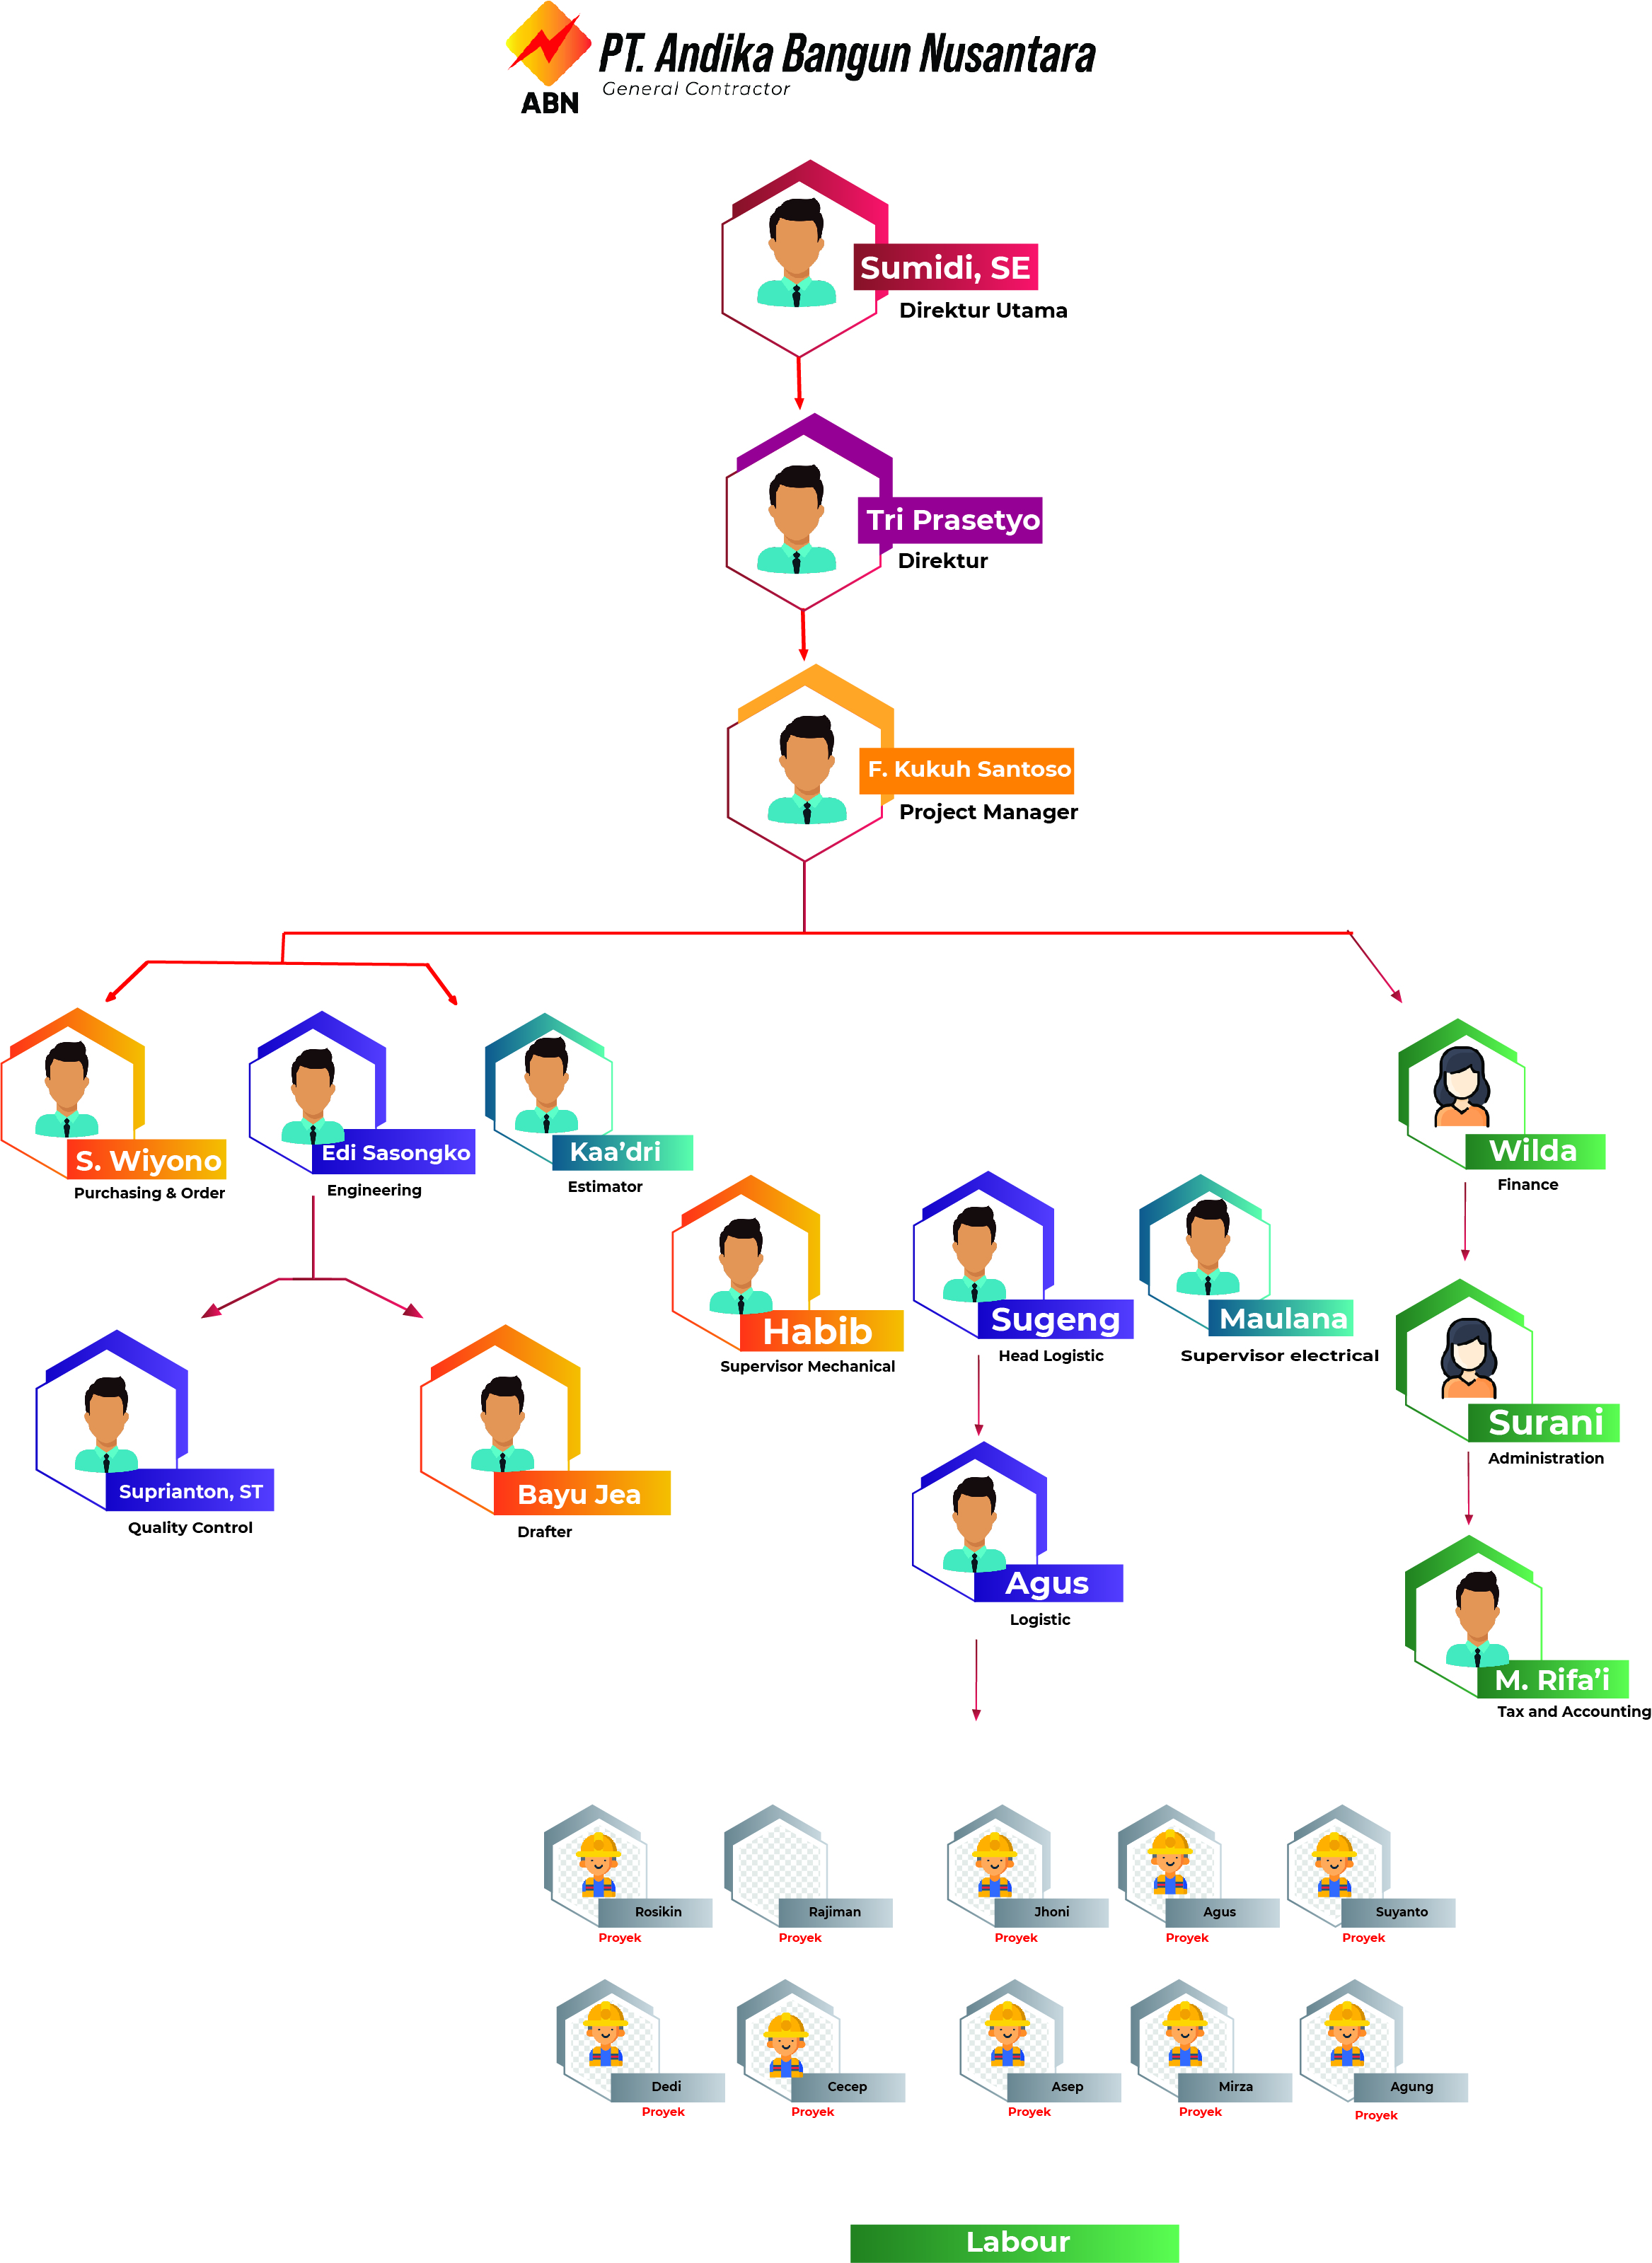 PT. Andika Bangun Nusantara
General Contractor
ABN
Sumidi, SE
Direktur Utama
Tri Prasetyo
Direktur
F. Kukuh Santoso
Project Manager
S. Wiyono
Purchasing & Order
Edi Sasongko
Engineering
Kaa’dri
Estimator
Wilda
Finance
Habib
Supervisor Mechanical
Sugeng
Head Logistic
Maulana
Supervisor electrical
Surani
Administration
Suprianton, ST
Quality Control
Bayu Jea
Drafter
Agus
Logistic
M. Rifa’i
Tax and Accounting
Rosikin
Proyek
Rajiman
Proyek
Jhoni
Proyek
Agus
Proyek
Suyanto
Proyek
Dedi
Proyek
Cecep
Proyek
Asep
Proyek
Mirza
Proyek
Agung
Proyek
Labour